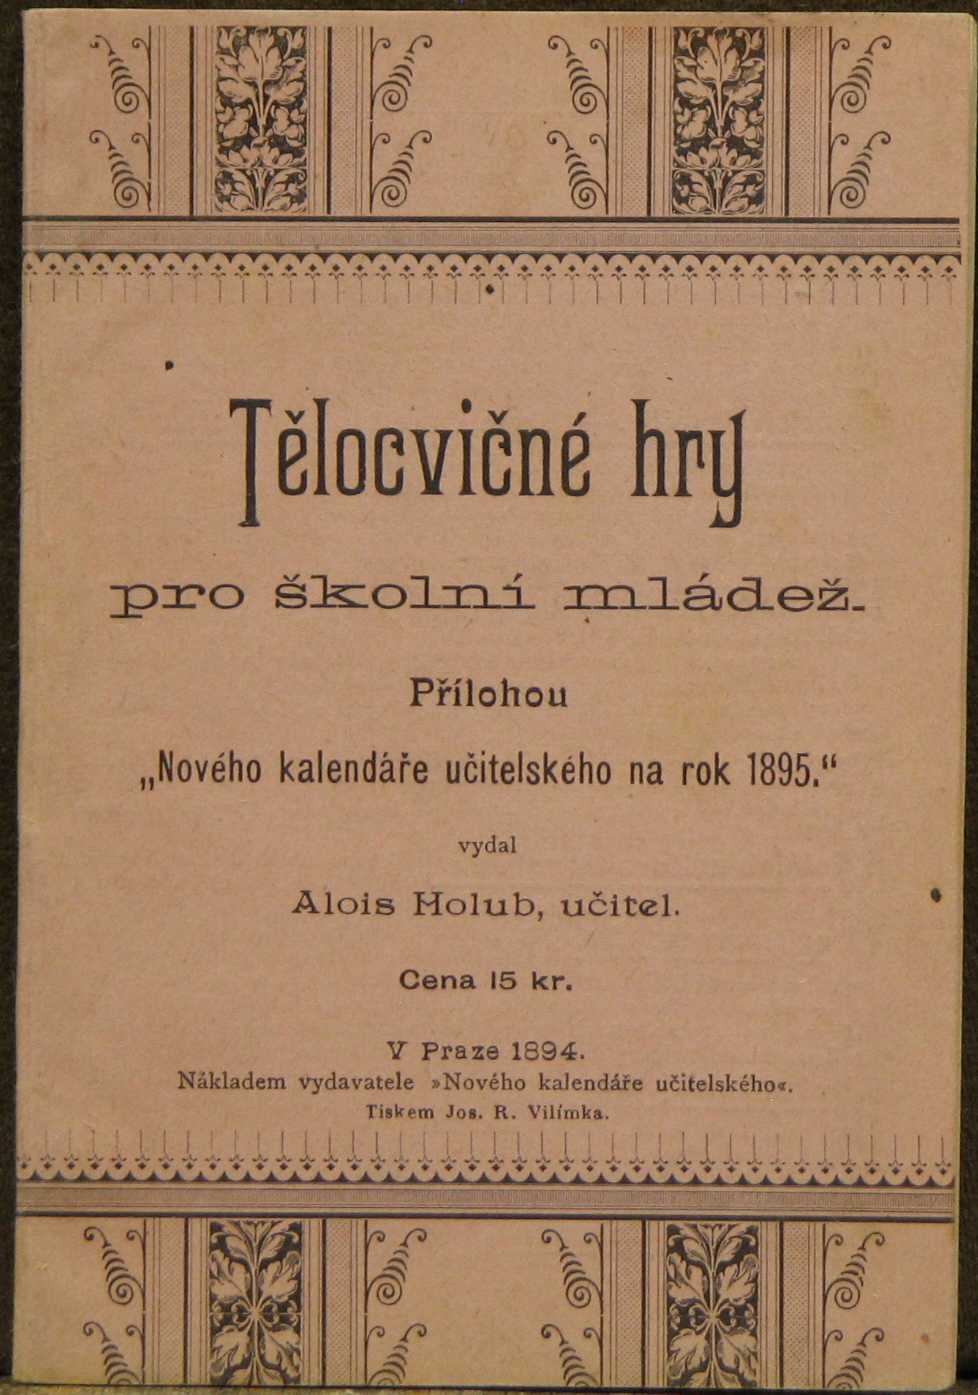 Tělocvičné hry
pro školní mládež.
Přílohou
„Nového kalendáře učitelského na rok 1895.“
vydal
Alois Holub, učitel.
Cena 15 kr.
V Praze 1894.
Nákladem vydavatele »Nového kalendáře učitelského«.
Tiskem Jos. R. Vilímka.